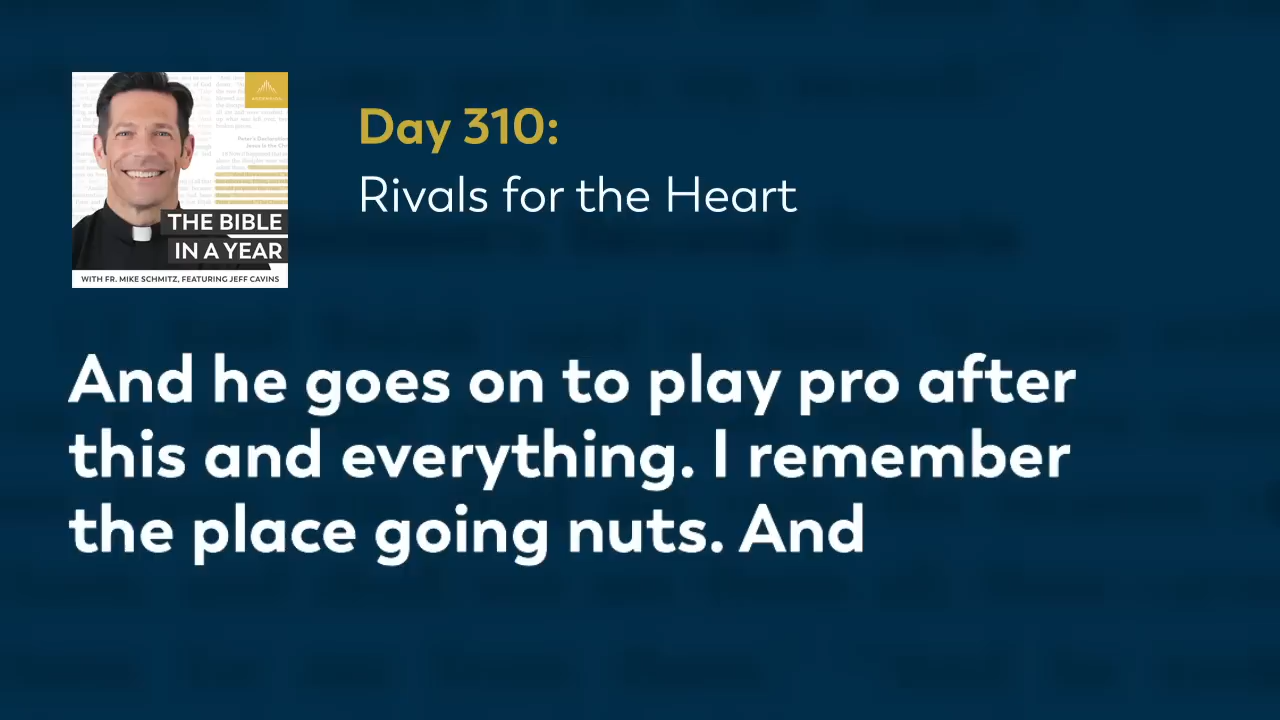 Day 310:
Rivals for the Heart
THE BIBLE
IN A YEAR
WITH FR. MIKE SCHMITZ, FEATURING JEFF CAVINS
And he goes on to play pro after
this and everything. I remember
the place going nuts. And